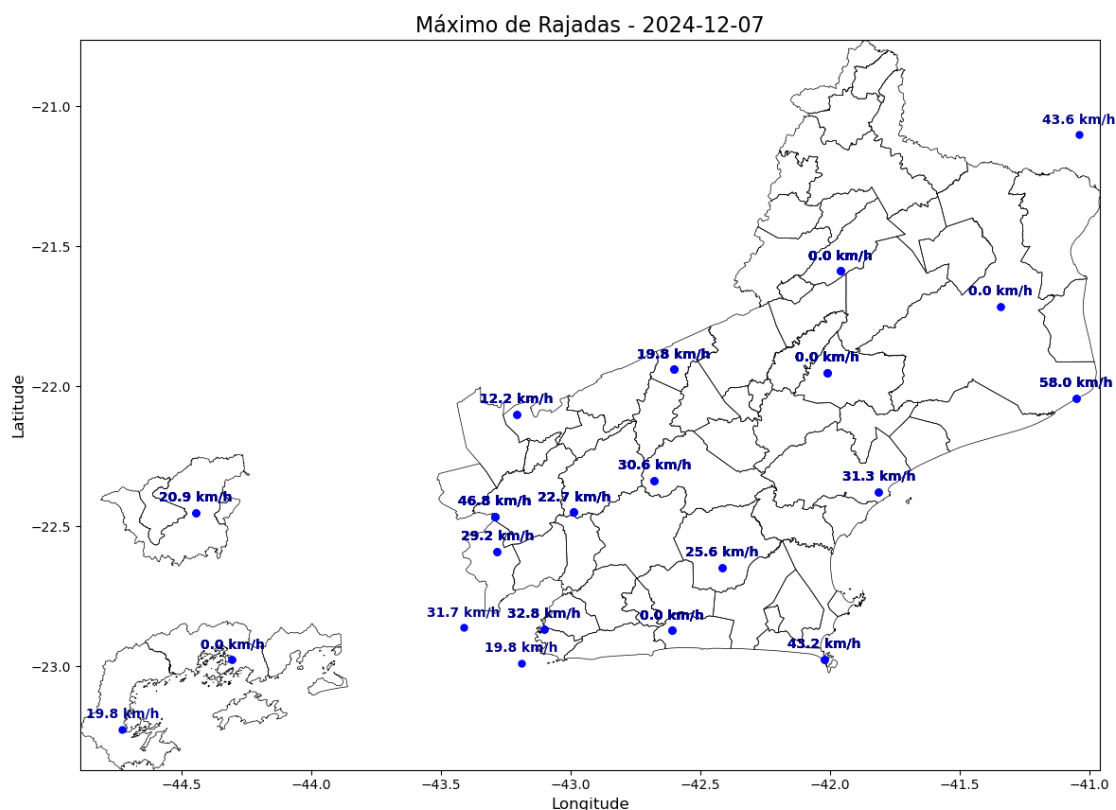 Máximo de Rajadas - 2024-12-07
43.6 km/h
0.0 km/h
0.0 km/h
19.8 km/h
0.0 km/h
58.0 km/h
12.2 km/h
30.6 km/h
31.3 km/h
20.9 km/h
46.8 km/h
22.7 km/h
29.2 km/h
25.6 km/h
31.7 km/h
32.8 km/h
0.0 km/h
0.0 km/h
19.8 km/h
43.2 km/h
19.8 km/h
Latitude
−21.0
−21.5
−22.0
−22.5
−23.0
−44.5 −44.0 −43.5 −43.0 −42.5 −42.0 −41.5 −41.0
Longitude